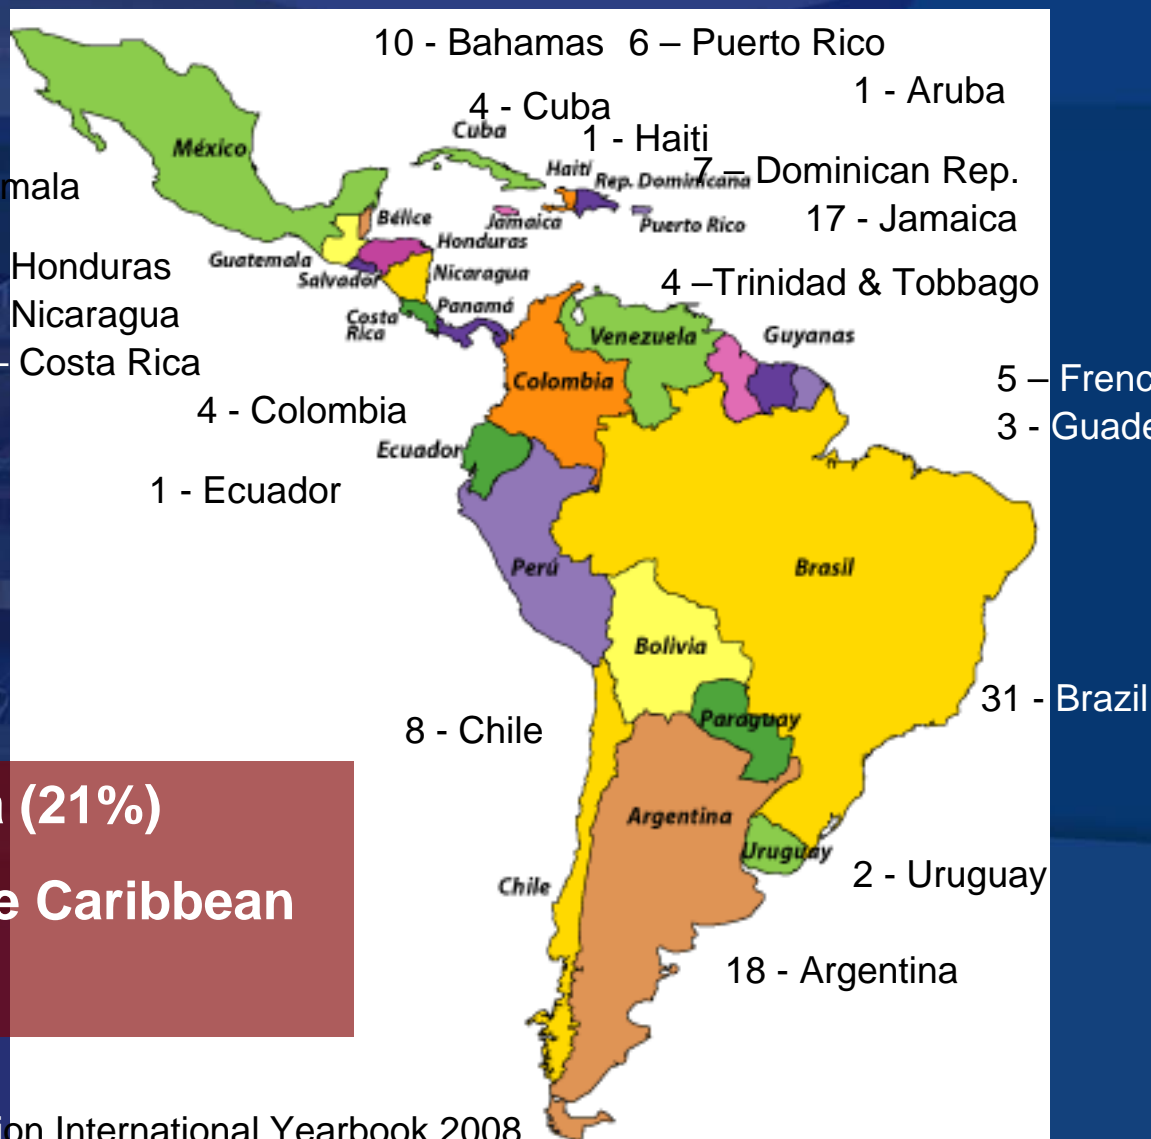 10 - Bahamas 6 – Puerto Rico
1 - Aruba
4 - Cuba
Cuba
1 - Haiti
México
Haití
7 – Dominican Rep.
Rep. Dominicana
mala
Jamaica
Puerto Rico
17 - Jamaica
Bélice
Honduras
Guatemala
Honduras
Salvador
Nicaragua
4 –Trinidad & Tobbago
Nicaragua
Panamá
Costa
Rica
Venezuela
Guyanas
- Costa Rica
Colombia
5 – Frenc
4 - Colombia
3 - Guade
Ecuador
1 - Ecuador
Perú
Brasil
Bolivia
31 - Brazil
8 - Chile
Paraguay
(21%)
Argentina
Uruguay
2 - Uruguay
Chile
e Caribbean
18 - Argentina
ion International Yearbook 2008